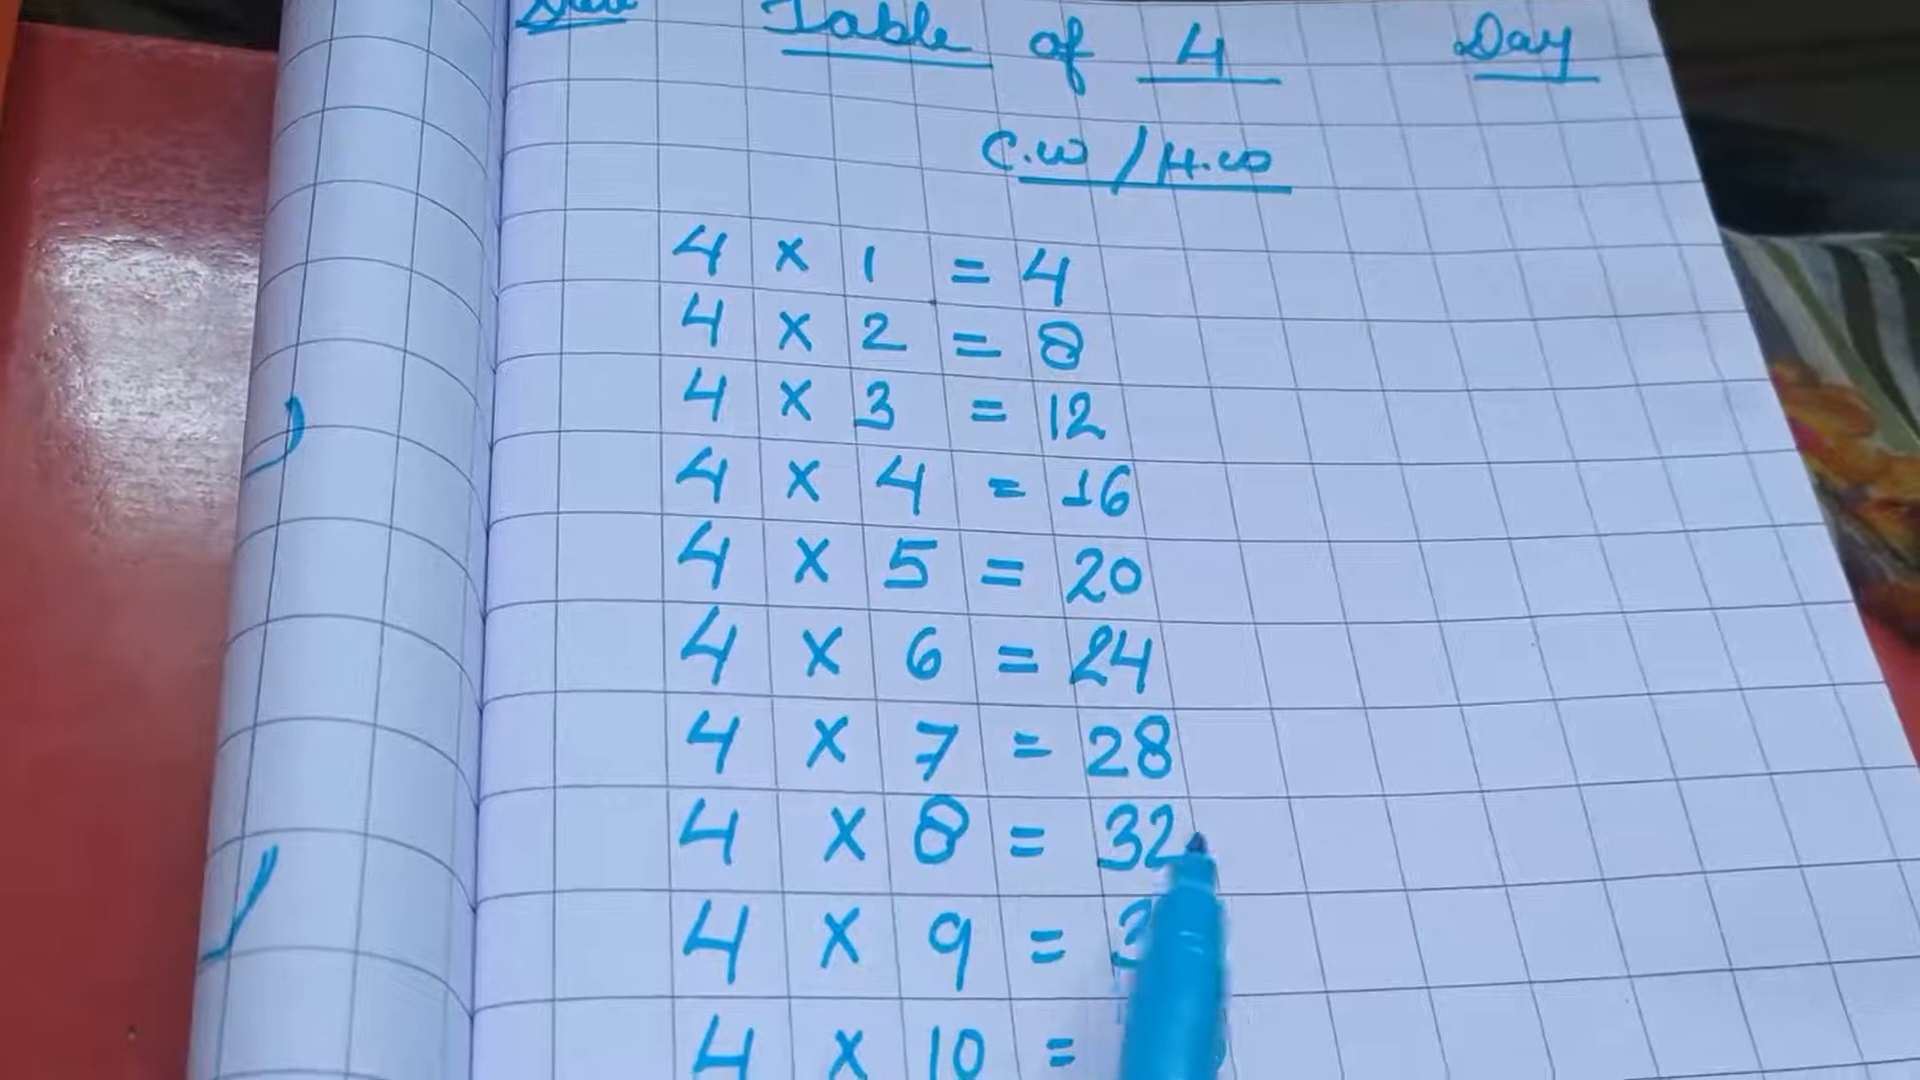 Table of 4 Day
C.W / H.W
4 × 1 = 4
4 × 2 = 8
4 × 3 = 12
4 × 4 = 16
4 × 5 = 20
4 × 6 = 24
4 × 7 = 28
4 × 8 = 32
4 × 9 = 3
4 × 10 =